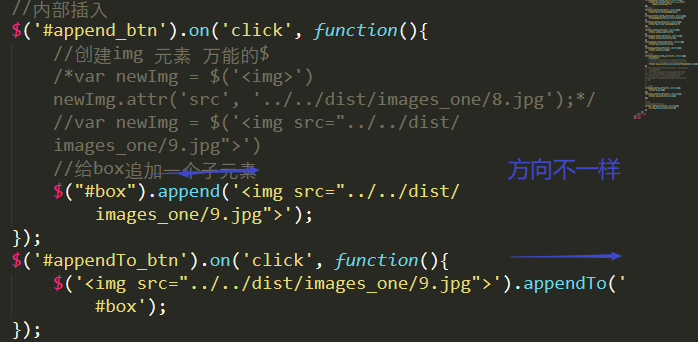 //内部插入
$('#append_btn').on('click', function(){
//创建img 元素 万能的$
/*var newImg = $('<img>')
newImg.attr('src', '../../dist/images_one/8.jpg');*/
//var newImg = $('<img src="../../dist/
images_one/9.jpg">')
//给box追加一个子元素
方向不一样
$("#box").append('<img src="../../dist/
images_one/9.jpg">');
});
$('#appendTo_btn').on('click', function(){
$('<img src="../../dist/images_one/9.jpg">').appendTo('
#box');
});